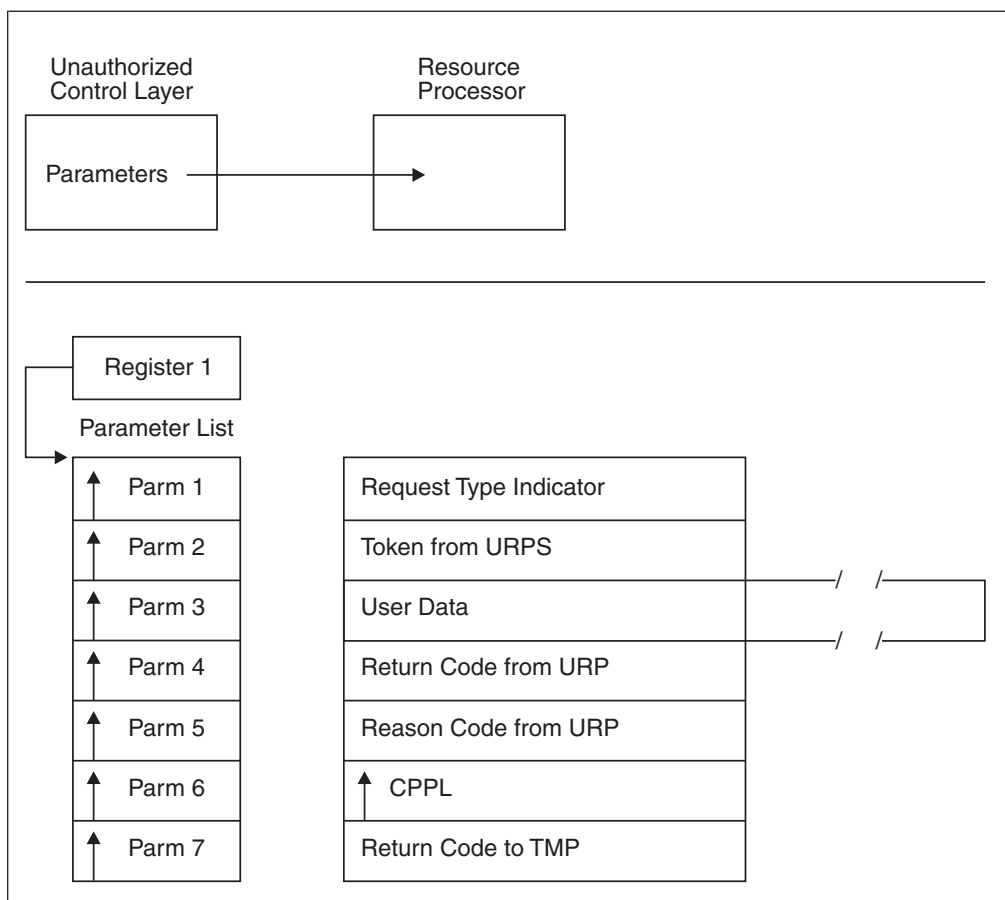 Unauthorized
Control Layer
Resource
Processor
Parameters
Register 1
Parameter List
Parm 1
Request Type Indicator
Parm 2
Token from URPS
Parm 3
User Data
Parm 4
Return Code from URP
Parm 5
Reason Code from URP
Parm 6
CPPL
Parm 7
Return Code to TMP